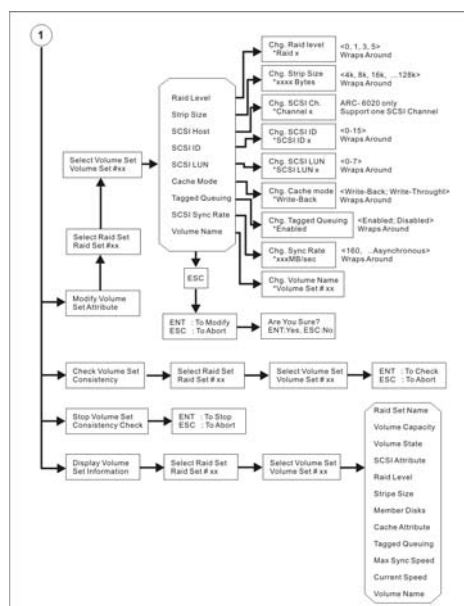 1
Chg. Raid level
*Raid x
<0, 1, 3, 5>
Wraps Around
Chg. Strip Size
*xxxx Bytes
<4k, 8k, 16k, ...128k>
Wraps Around
Chg. SCSI Ch.
*Channel x
ARC- 6020 only
Support one SCSI Channel
Chg. SCSI ID
*SCSI ID x
<0-15>
Wraps Around
Chg. SCSI LUN
*SCSI LUN x
<0-7>
Wraps Around
Chg. Cache mode
*Write-Back
<Write-Back; Write-Throught>
Wraps Around
Chg. Tagged Queuing
*Enabled
<Enabled; Disabled>
Wraps Around
Chg. Sync Rate
*xxxMB/sec
<160, ...Asynchronous>
Wraps Around
Chg. Volume Name
*Volume Set # xx
Raid Level
Strip Size
SCSI Host
SCSI ID
SCSI LUN
Cache Mode
Tagged Queuing
SCSI Sync Rate
Volume Name
Select Volume Set
Volume Set #xx
Select Raid Set
Raid Set #xx
Modify Volume
Set Attribute
ESC
ENT : To Modify
ESC : To Abort
Are You Sure?
ENT:Yes, ESC:No
Check Volume Set
Consistency
Select Raid Set
Raid Set # xx
Select Volume Set
Volume Set # xx
ENT : To Check
ESC : To Abort
Stop Volume Set
Consistency Check
ENT : To Stop
ESC : To Abort
Display Volume
Set Information
Select Raid Set
Raid Set # xx
Select Volume Set
Volume Set # xx
Raid Set Name
Volume Capacity
Volume State
SCSI Attribute
Raid Level
Stripe Size
Member Disks
Cache Attribute
Tagged Queuing
Max Sync Speed
Current Speed
Volume Name